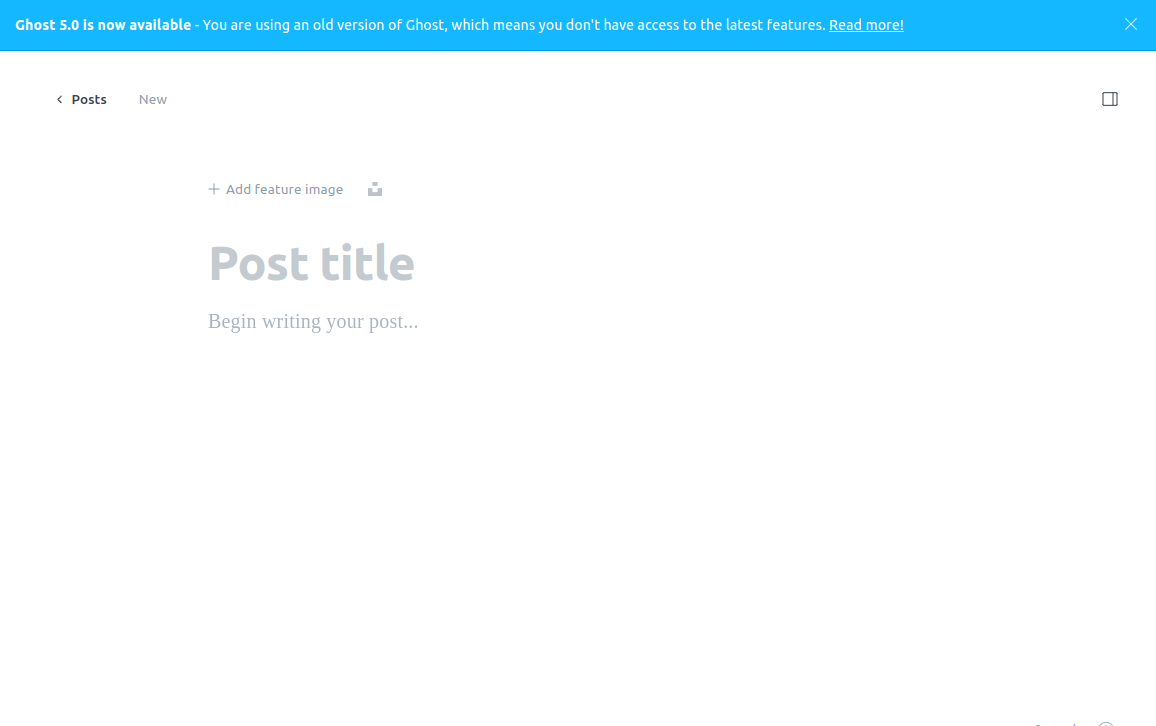 Ghost 5.0 is now available - You are using an old version of Ghost, which means you don't have access to the latest features. Read more!
Posts New
Add feature image
Post title
Begin writing your post...